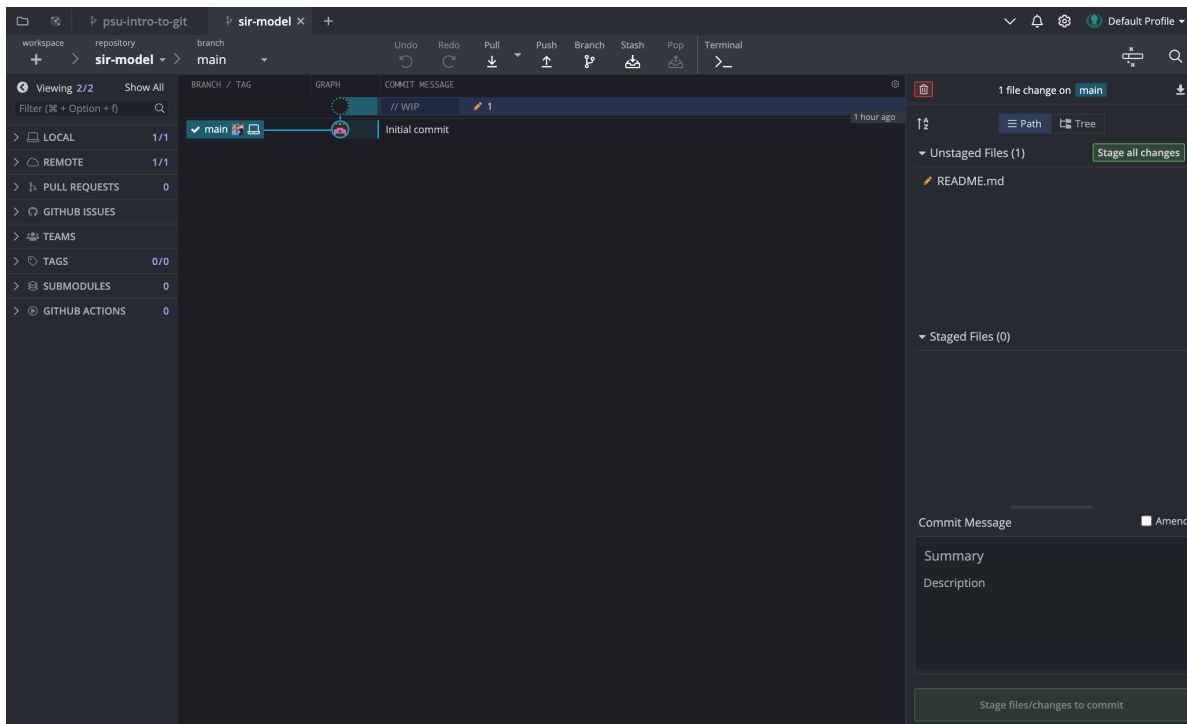 psu-intro-to-git sir-model × + Default Profile
workspace repository branch Undo Redo Pull Push Branch Stash Pop Terminal
+ > sir-model > main
Viewing 2/2 Show All BRANCH / TAG GRAPH COMMIT MESSAGE 1 file change on main
Filter (⌘ + Option + f) // WIP 1
1 hour ago
LOCAL 1/1 main Initial commit Path Tree
REMOTE 1/1 Unstaged Files (1) Stage all changes
PULL REQUESTS 0 README.md
GITHUB ISSUES
TEAMS
TAGS 0/0
SUBMODULES 0
GITHUB ACTIONS 0
Staged Files (0)
Commit Message Amend
Summary
Description
Stage files/changes to commit